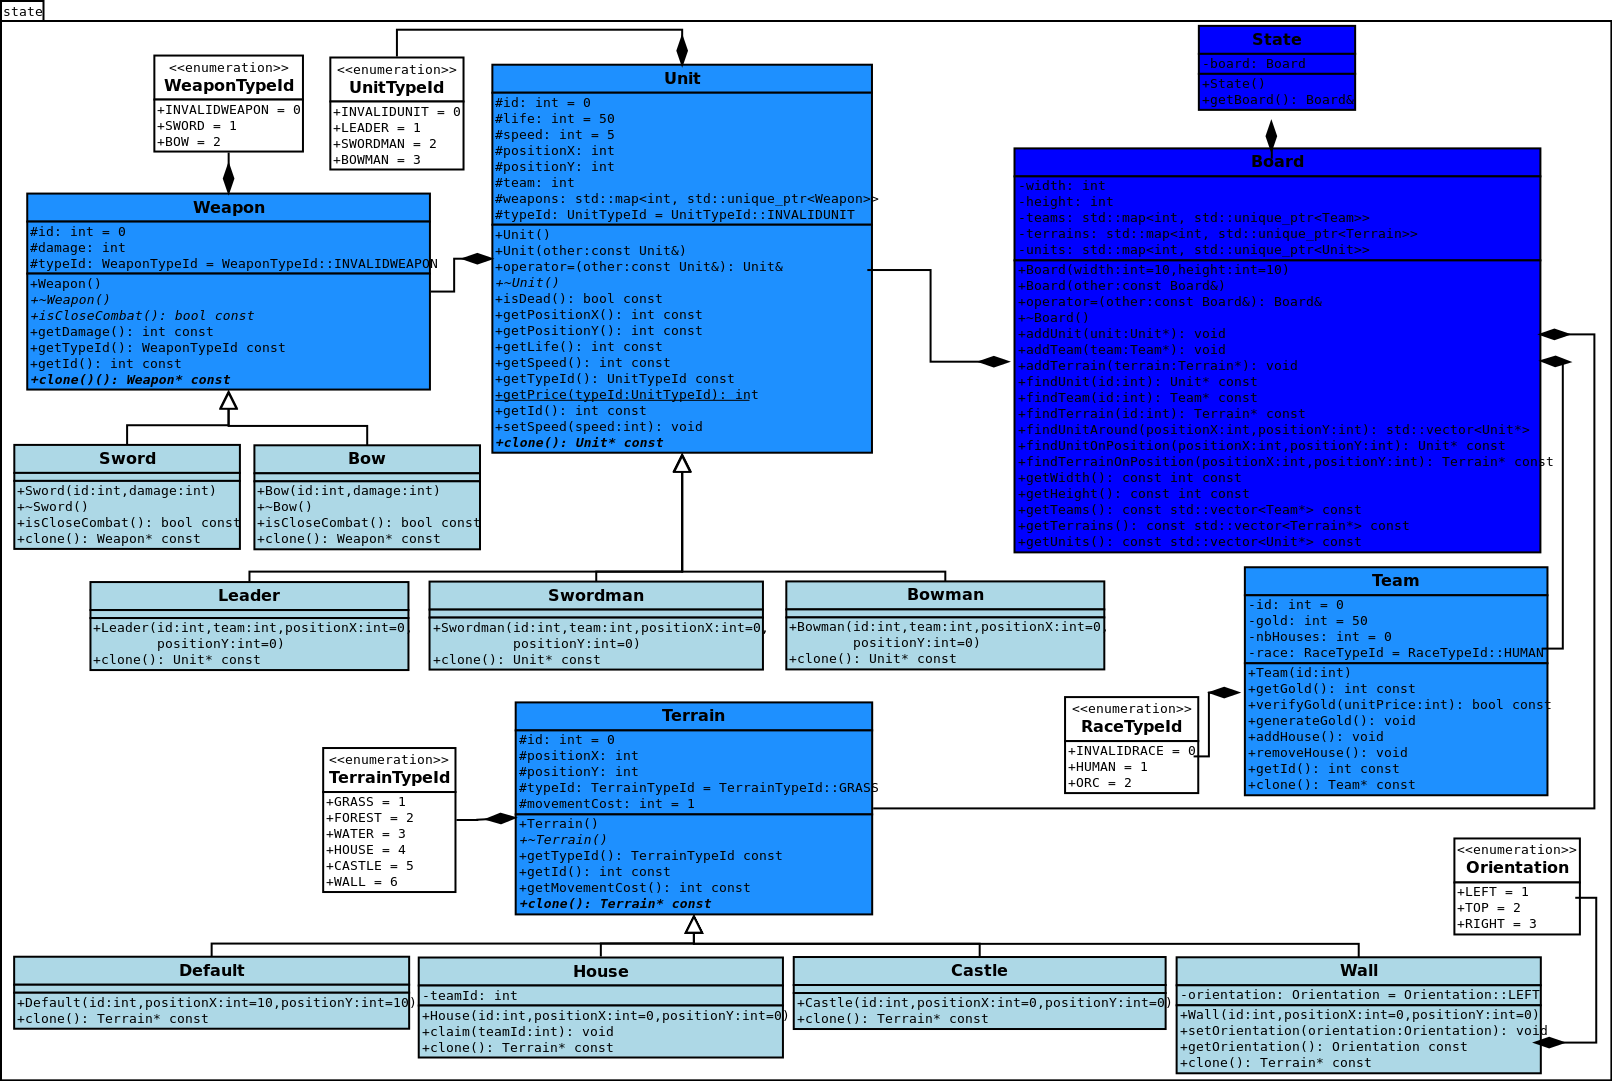 state
<<enumeration>>
WeaponTypeId
+INVALIDWEAPON = 0
+SWORD = 1
+BOW = 2
<<enumeration>>
UnitTypeId
+INVALIDUNIT = 0
+LEADER = 1
+SWORDMAN = 2
+BOWMAN = 3
Unit
#id: int = 0
#life: int = 50
#speed: int = 5
#positionX: int
#positionY: int
#team: int
#weapons: std::map<int, std::unique_ptr<Weapon>>
#typeId: UnitTypeId = UnitTypeId::INVALIDUNIT
+Unit()
+Unit(other:const Unit&)
+operator=(other:const Unit&): Unit&
+~Unit()
+isDead(): bool const
+getPositionX(): int const
+getPositionY(): int const
+getLife(): int const
+getSpeed(): int const
+getTypeId(): UnitTypeId const
+getPrice(typeId:UnitTypeId): int
+getId(): int const
+setSpeed(speed:int): void
+clone(): Unit* const
State
-board: Board
+State()
+getBoard(): Board&
Board
-width: int
-height: int
-teams: std::map<int, std::unique_ptr<Team>>
-terrains: std::map<int, std::unique_ptr<Terrain>>
-units: std::map<int, std::unique_ptr<Unit>>
+Board(width:int=10,height:int=10)
+Board(other:const Board&)
+operator=(other:const Board&): Board&
+~Board()
+addUnit(unit:Unit*): void
+addTeam(team:Team*): void
+addTerrain(terrain:Terrain*): void
+findUnit(id:int): Unit* const
+findTeam(id:int): Team* const
+findTerrain(id:int): Terrain* const
+findUnitAround(positionX:int,positionY:int): std::vector<Unit*>
+findUnitOnPosition(positionX:int,positionY:int): Unit* const
+findTerrainOnPosition(positionX:int,positionY:int): Terrain* const
+getWidth(): const int const
+getHeight(): const int const
+getTeams(): const std::vector<Team*> const
+getTerrains(): const std::vector<Terrain*> const
+getUnits(): const std::vector<Unit*> const
Weapon
#id: int = 0
#damage: int
#typeId: WeaponTypeId = WeaponTypeId::INVALIDWEAPON
+Weapon()
+~Weapon()
+isCloseCombat(): bool const
+getDamage(): int const
+getTypeId(): WeaponTypeId const
+getId(): int const
+clone()(): Weapon* const
Sword
+Sword(id:int,damage:int)
+~Sword()
+isCloseCombat(): bool const
+clone(): Weapon* const
Bow
+Bow(id:int,damage:int)
+~Bow()
+isCloseCombat(): bool const
+clone(): Weapon* const
Leader
+Leader(id:int,team:int,positionX:int=0,
positionY:int=0)
+clone(): Unit* const
Swordman
+Swordman(id:int,team:int,positionX:int=0,
positionY:int=0)
+clone(): Unit* const
Bowman
+Bowman(id:int,team:int,positionX:int=0,
positionY:int=0)
+clone(): Unit* const
Team
-id: int = 0
-gold: int = 50
-nbHouses: int = 0
-race: RaceTypeId = RaceTypeId::HUMAN
+Team(id:int)
+getGold(): int const
+verifyGold(unitPrice:int): bool const
+generateGold(): void
+addHouse(): void
+removeHouse(): void
+getId(): int const
+clone(): Team* const
<<enumeration>>
RaceTypeId
+INVALIDRACE = 0
+HUMAN = 1
+ORC = 2
<<enumeration>>
TerrainTypeId
+GRASS = 1
+FOREST = 2
+WATER = 3
+HOUSE = 4
+CASTLE = 5
+WALL = 6
Terrain
#id: int = 0
#positionX: int
#positionY: int
#typeId: TerrainTypeId = TerrainTypeId::GRASS
#movementCost: int = 1
+Terrain()
+~Terrain()
+getTypeId(): TerrainTypeId const
+getId(): int const
+getMovementCost(): int const
+clone(): Terrain* const
<<enumeration>>
Orientation
+LEFT = 1
+TOP = 2
+RIGHT = 3
Default
+Default(id:int,positionX:int=10,positionY:int=10)
+clone(): Terrain* const
House
-teamId: int
+House(id:int,positionX:int=0,positionY:int=0)
+claim(teamId:int): void
+clone(): Terrain* const
Castle
+Castle(id:int,positionX:int=0,positionY:int=0)
+clone(): Terrain* const
Wall
-orientation: Orientation = Orientation::LEFT
+Wall(id:int,positionX:int=0,positionY:int=0)
+setOrientation(orientation:Orientation): void
+getOrientation(): Orientation const
+clone(): Terrain* const